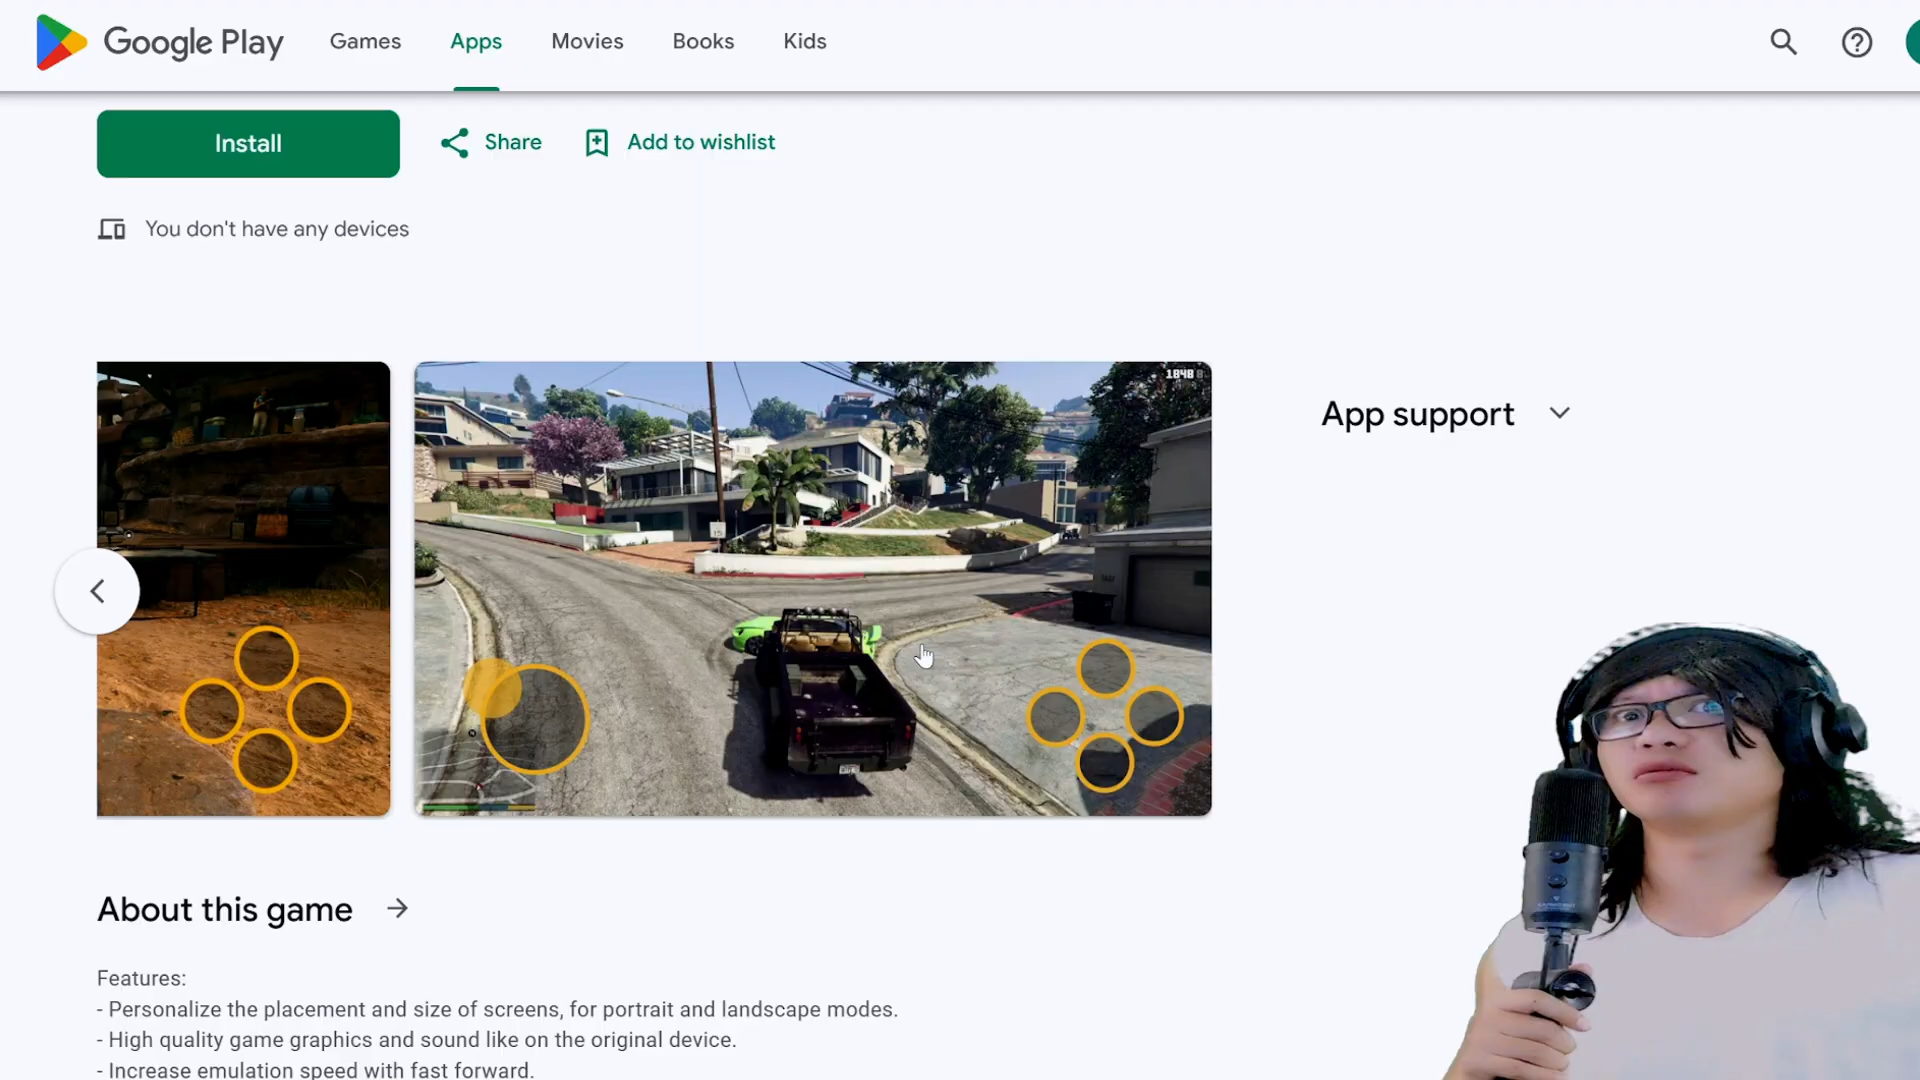 Google Play
Games
Apps
Movies
Books
Kids
Install
Share
Add to wishlist
You don't have any devices
App support
About this game
Features:
- Personalize the placement and size of screens, for portrait and landscape modes.
- High quality game graphics and sound like on the original device.
- Increase emulation speed with fast forward.